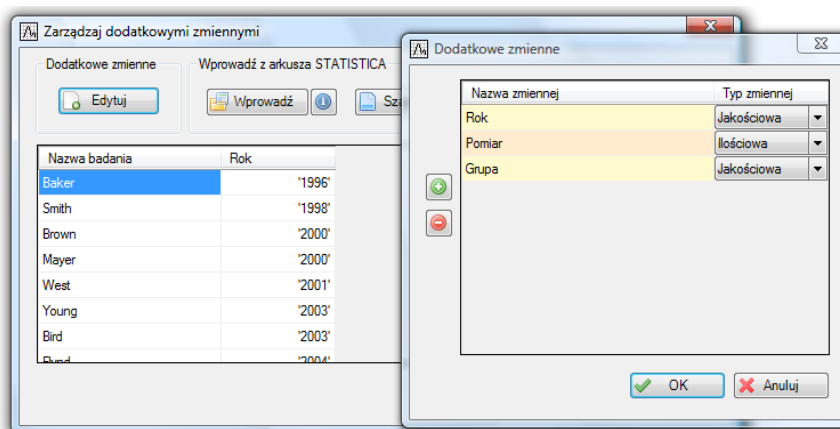 Zarządzaj dodatkowymi zmiennymi
Dodatkowe zmienne
Wprowadź z arkusza STATISTICA
Edytuj
Wprowadź
Nazwa badania Rok
Baker '1996'
Smith '1998'
Brown '2000'
Mayer '2000'
West '2001'
Young '2003'
Bird '2003'
'2004'
Dodatkowe zmienne
Nazwa zmiennej Typ zmiennej
Rok Jakościowa
Pomiar Ilościowa
Grupa Jakościowa
OK Anuluj